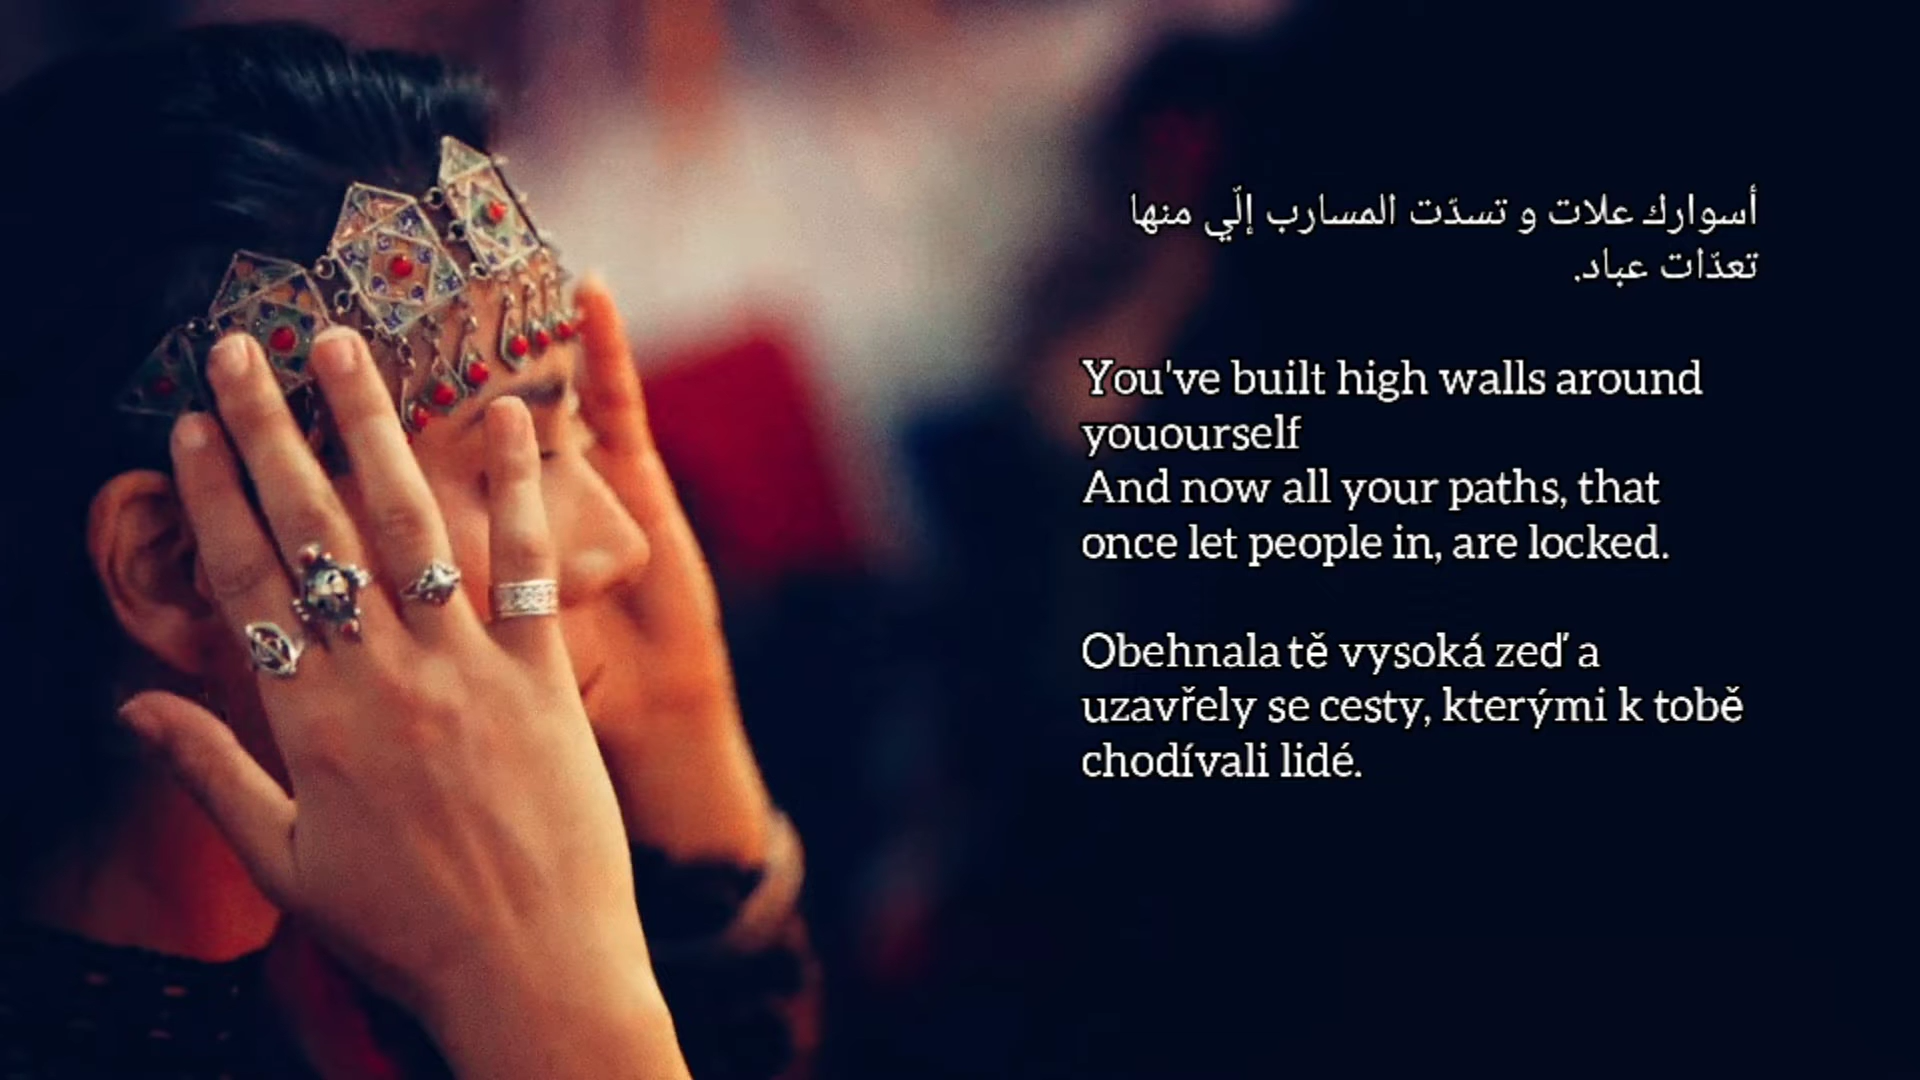 أسوارك علات و تسدّت المسارب إلّي منها
تعدّات عباد.
You've built high walls around
youourself
And now all your paths, that
once let people in, are locked.
Obehnala tě vysoká zeď a
uzavřely se cesty, kterými k tobě
chodívali lidé.